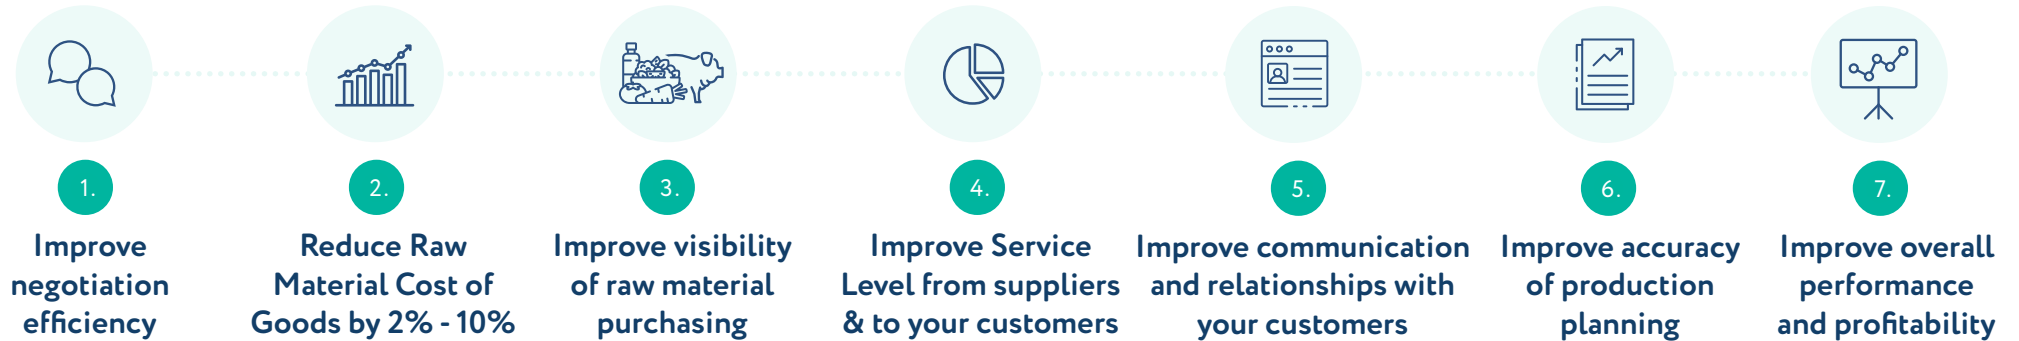 1.
Improve
negotiation
efficiency
2.
Reduce Raw
Material Cost of
Goods by 2% - 10%
3.
Improve visibility
of raw material
purchasing
4.
Improve Service
Level from suppliers
& to your customers
5.
Improve communication
and relationships with
your customers
6.
Improve accuracy
of production
planning
7.
Improve overall
performance
and profitability